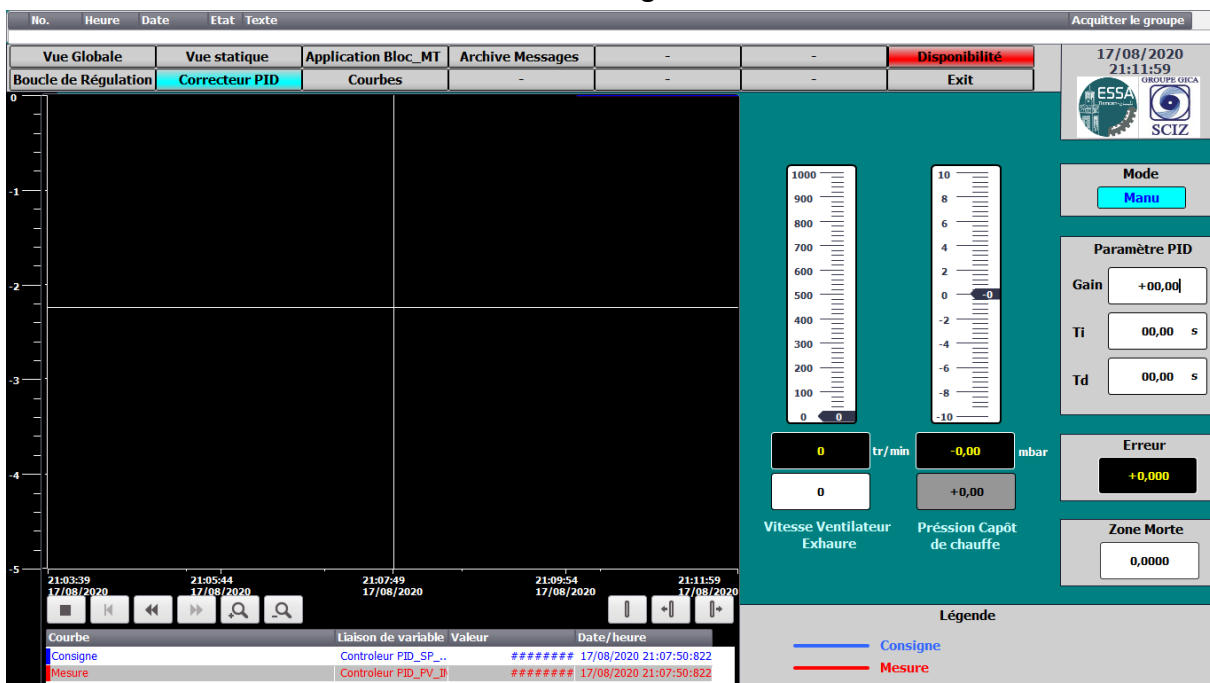 No. Heure Date Etat Texte Acquitter le groupe
Vue Globale Vue statique Application Bloc_MT Archive Messages - - Disponibilité
Boucle de Régulation Correcteur PID Courbes - - - Exit
17/08/2020
21:11:59
ESSA
GROUPE GICA
SCIZ
0
-1
-2
-3
-4
-5
21:03:39 21:05:44 21:07:49 21:09:54 21:11:59
17/08/2020 17/08/2020 17/08/2020 17/08/2020 17/08/2020
Courbe Liaison de variable Valeur Date/heure
Consigne Controleur PID_SP_.. ######## 17/08/2020 21:07:50:822
Mesure Controleur PID_PV_IN ######## 17/08/2020 21:07:50:822
1000
900
800
700
600
500
400
300
200
100
0 0
10
8
6
4
2
0 -0
-2
-4
-6
-8
-10
0 tr/min -0,00 mbar
0 +0,00
Vitesse Ventilateur
Exhaure
Préssion Capôt
de chauffe
Mode
Manu
Paramètre PID
Gain +00,00
Ti 00,00 s
Td 00,00 s
Erreur
+0,000
Zone Morte
0,0000
Légende
Consigne
Mesure